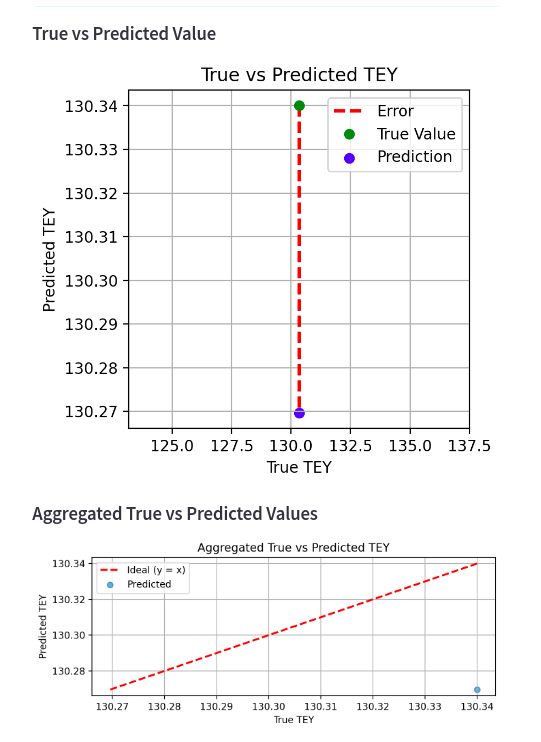 True vs Predicted Value
True vs Predicted TEY
Error
True Value
Prediction
130.34
130.33
130.32
130.31
130.30
130.29
130.28
130.27
Predicted TEY
125.0 127.5 130.0 132.5 135.0 137.5
True TEY
Aggregated True vs Predicted Values
Aggregated True vs Predicted TEY
Ideal (y = x)
Predicted
130.34
130.32
130.30
130.28
Predicted TEY
130.27 130.28 130.29 130.30 130.31 130.32 130.33 130.34
True TEY